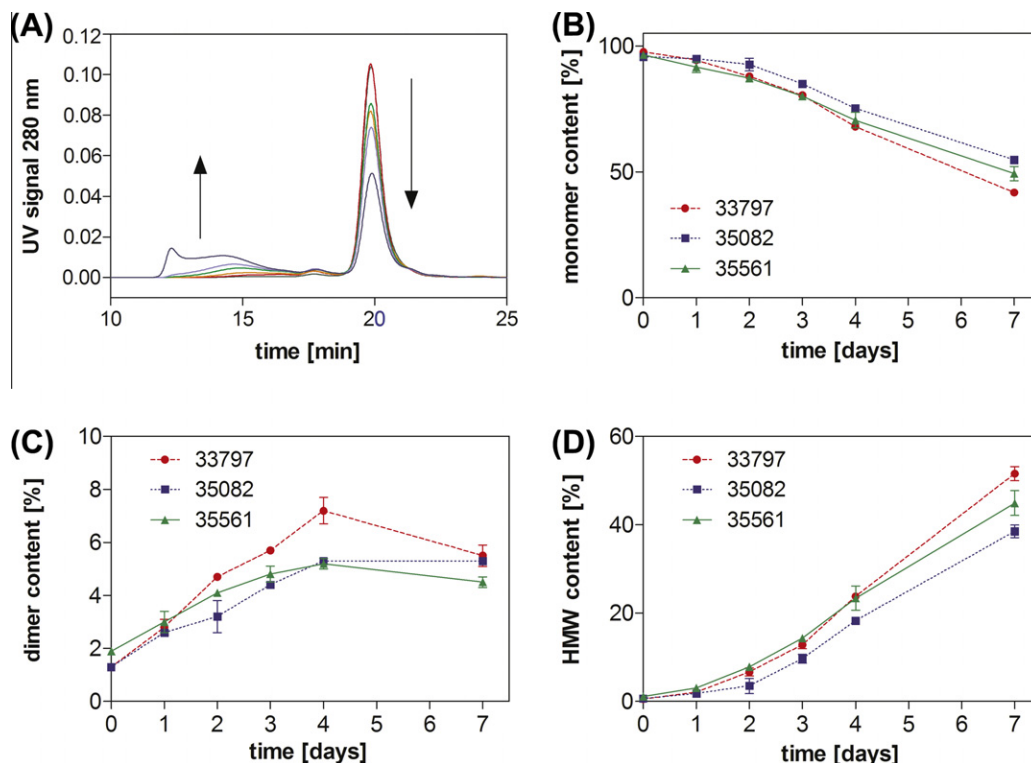 (A)
UV signal 280 nm
0.12
0.10
0.08
0.06
0.04
0.02
0.00
10 15 20 25
time [min]
(B)
monomer content [%]
100
50
0
33797
35082
35561
0 1 2 3 4 5 6 7
time [days]
(C)
dimer content [%]
10
8
6
4
2
0
33797
35082
35561
0 1 2 3 4 5 6 7
time [days]
(D)
HMW content [%]
60
40
20
0
33797
35082
35561
0 1 2 3 4 5 6 7
time [days]